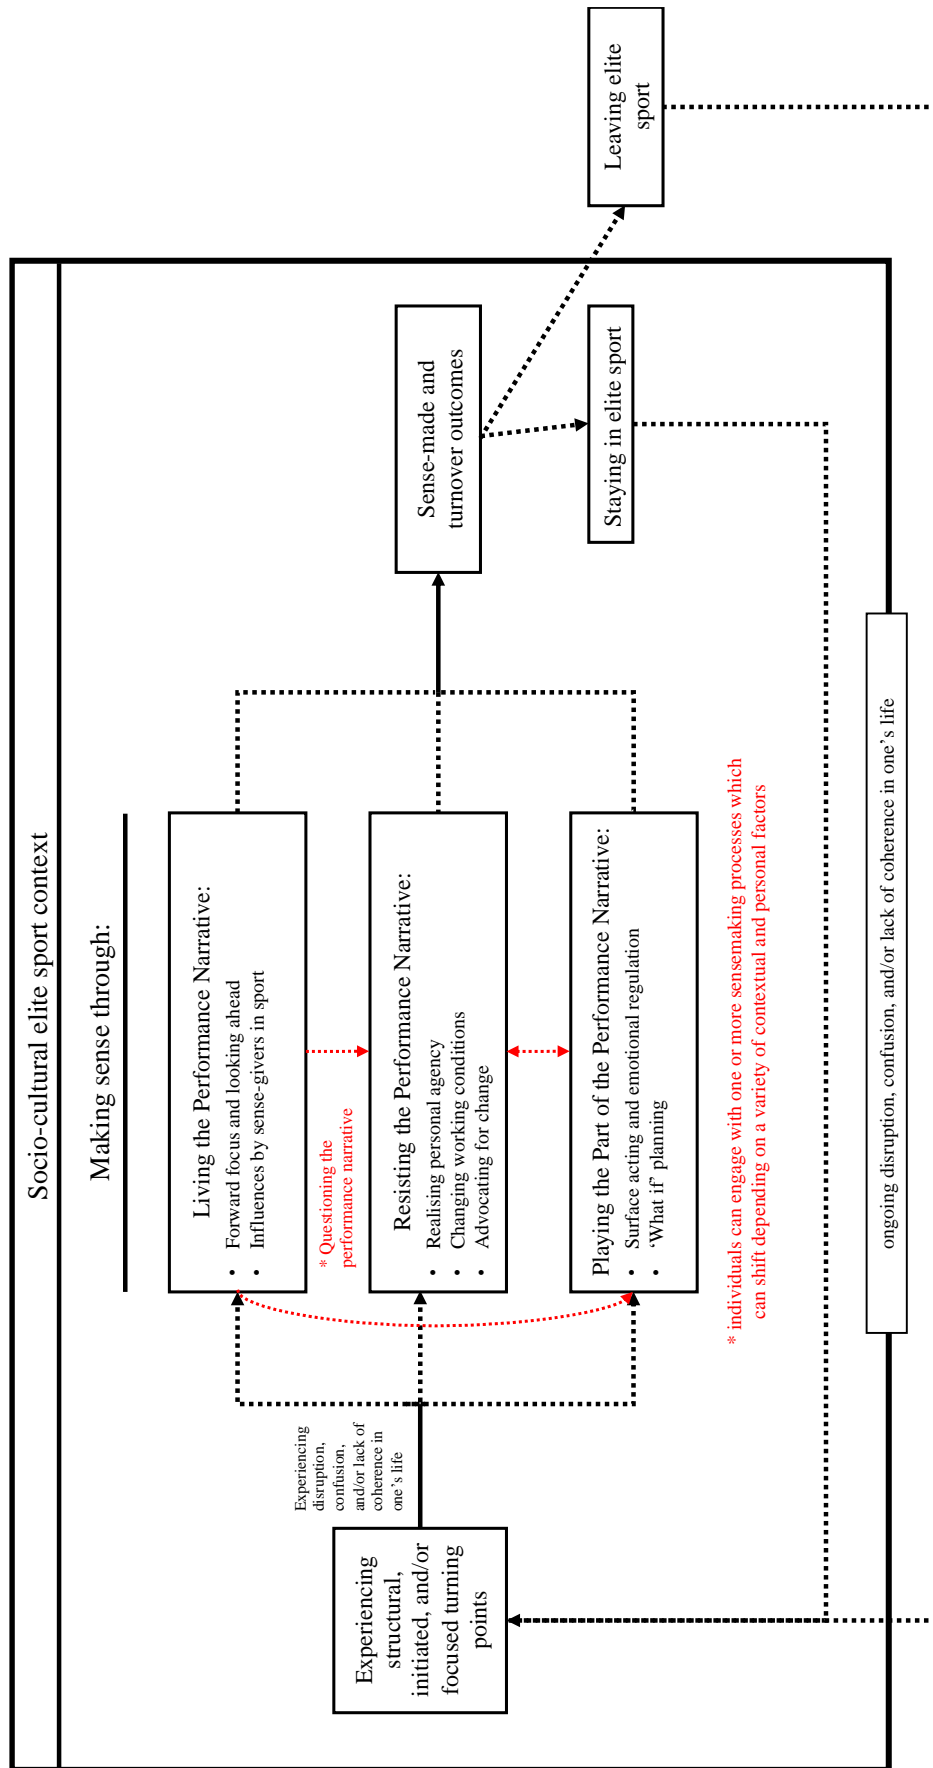 Socio-cultural elite sport context
Making sense through:
Experiencing
structural,
initiated, and/or
focused turning
points
Experiencing
disruption,
confusion,
and/or lack of
coherence in
one's life
Living the Performance Narrative:
• Forward focus and looking ahead
• Influences by sense-givers in sport
* Questioning the
performance narrative
Resisting the Performance Narrative:
• Realising personal agency
• Changing working conditions
• Advocating for change
Playing the Part of the Performance Narrative:
• Surface acting and emotional regulation
• ‘What if’ planning
* individuals can engage with one or more sensemaking processes which
can shift depending on a variety of contextual and personal factors
Sense-made and
turnover outcomes
Staying in elite sport
Leaving elite
sport
ongoing disruption, confusion, and/or lack of coherence in one’s life